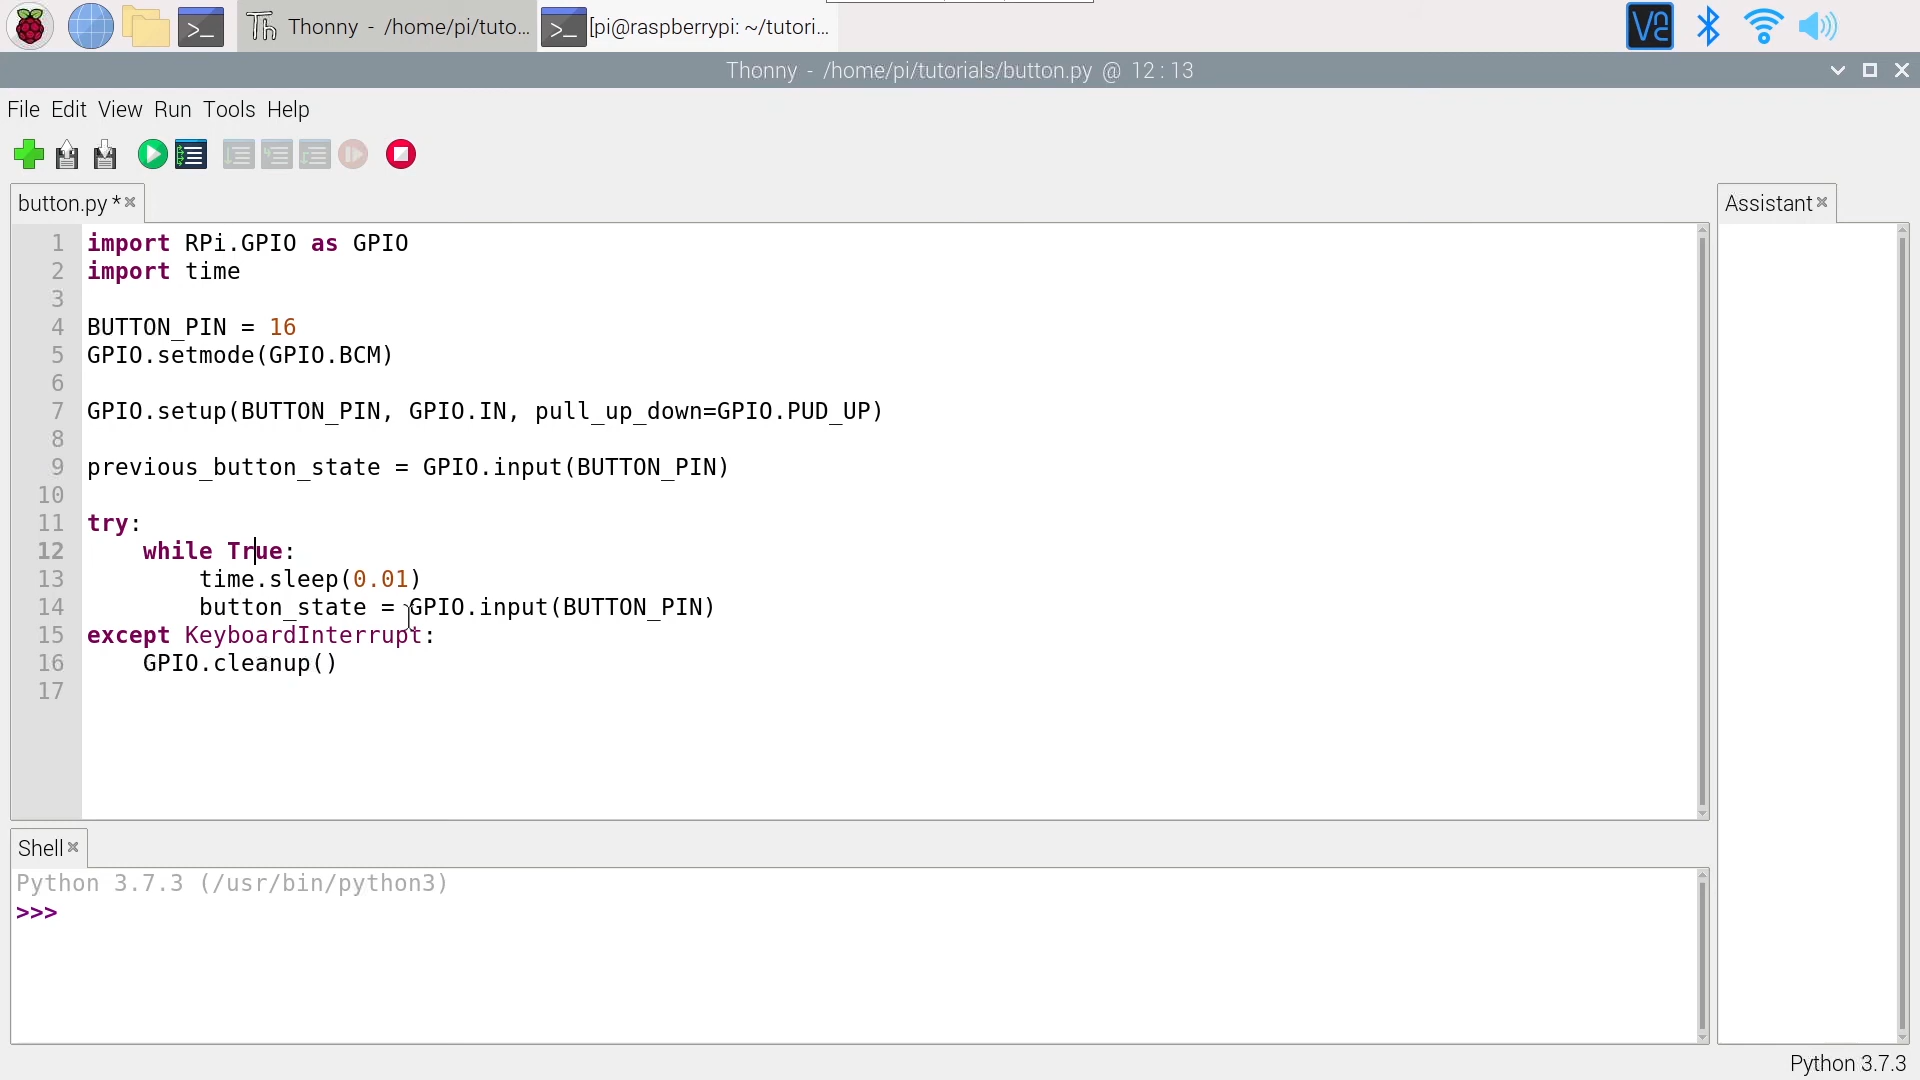 Thonny - /home/pi/tuto...
[pi@raspberrypi: ~/tutori...
Thonny - /home/pi/tutorials/button.py @ 12:13
File Edit View Run Tools Help
button.py *
Assistant
1 import RPi.GPIO as GPIO
2 import time
3
4 BUTTON_PIN = 16
5 GPIO.setmode(GPIO.BCM)
6
7 GPIO.setup(BUTTON_PIN, GPIO.IN, pull_up_down=GPIO.PUD_UP)
8
9 previous_button_state = GPIO.input(BUTTON_PIN)
10
11 try:
12     while True:
13         time.sleep(0.01)
14         button_state = GPIO.input(BUTTON_PIN)
15 except KeyboardInterrupt:
16     GPIO.cleanup()
17
Shell
Python 3.7.3 (/usr/bin/python3)
>>>
Python 3.7.3